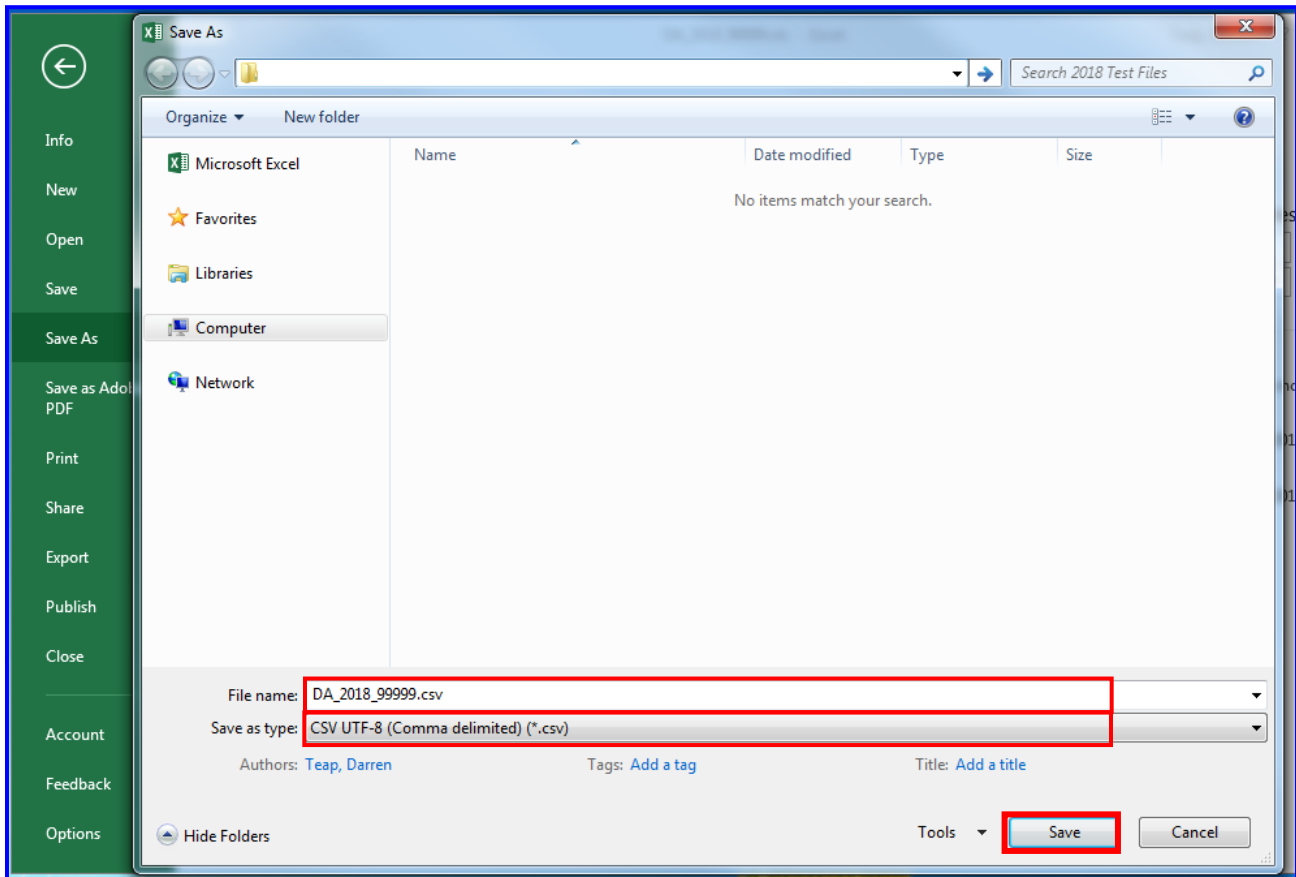 Save As
Search 2018 Test Files
Organize
New folder
Info
New
Open
Save
Save As
Save as Adob
PDF
Print
Share
Export
Publish
Close
Account
Feedback
Options
Microsoft Excel
Favorites
Libraries
Computer
Network
Name Date modified Type Size
No items match your search.
File name: DA_2018_99999.csv
Save as type: CSV UTF-8 (Comma delimited) (*.csv)
Authors: Teap, Darren Tags: Add a tag Title: Add a title
Hide Folders
Tools Save Cancel